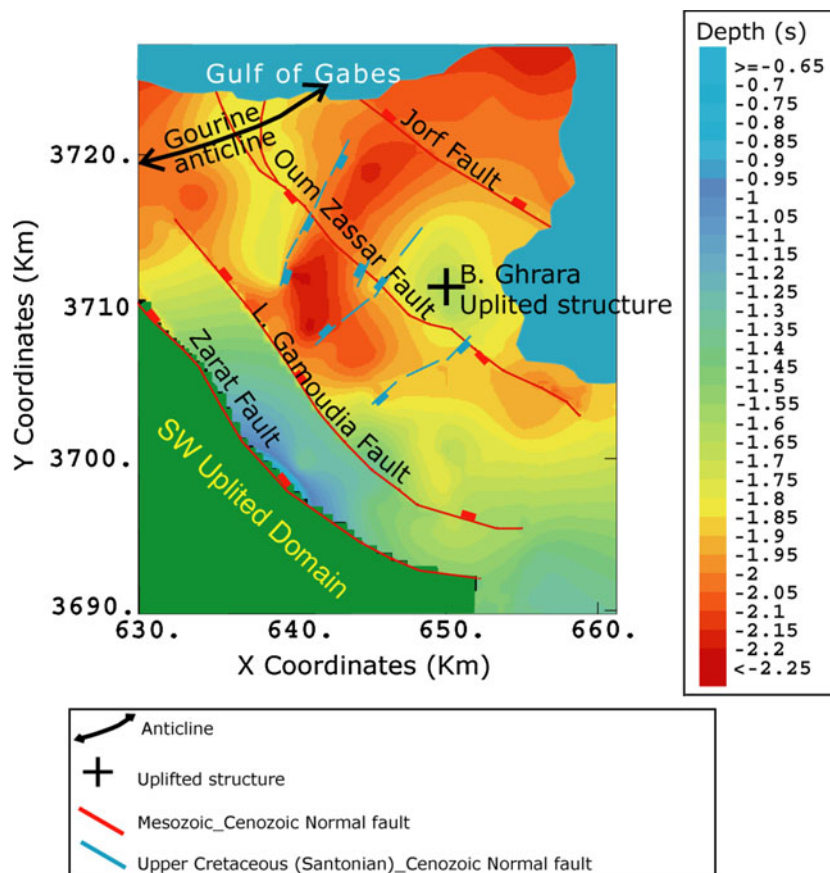 Depth (s)
>=-0.65
-0.7
-0.75
-0.8
-0.85
-0.9
-0.95
-1
-1.1
-1.15
-1.2
-1.25
-1.3
-1.35
-1.4
-1.45
-1.5
-1.55
-1.6
-1.65
-1.7
-1.75
-1.8
-1.85
-1.9
-1.95
-2
-2.05
-2.1
-2.15
-2.2
<-2.25
Gulf of Gabes
Gourine
anticline
Jorf Fault
Oum Zassar Fault
B. Ghrara
Uplited structure
L. Gamoudia Fault
Zarat Fault
SW Uplited Domain
Y Coordinates (Km)
3720.
3710
3700.
3690.
630.
640.
650.
660.
X Coordinates (Km)
Anticline
Uplifted structure
Mesozoic_Cenozoic Normal fault
Upper Cretaceous (Santonian)_Cenozoic Normal fault